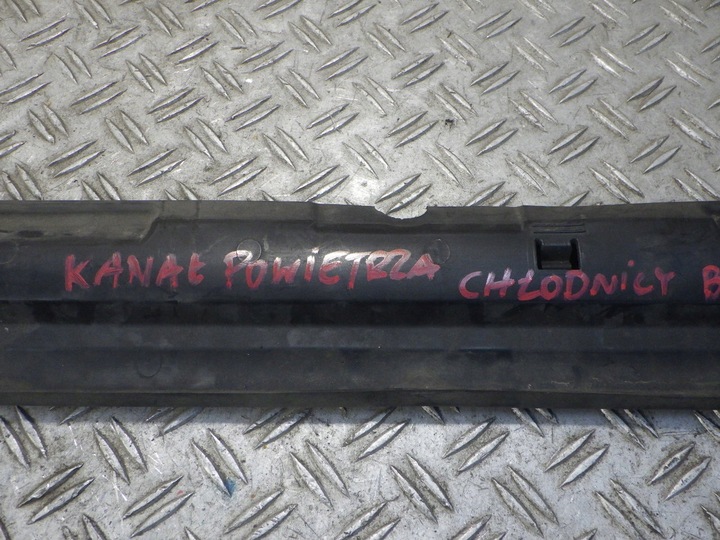 KANAŁ POWIETRZA CHŁODNICY B